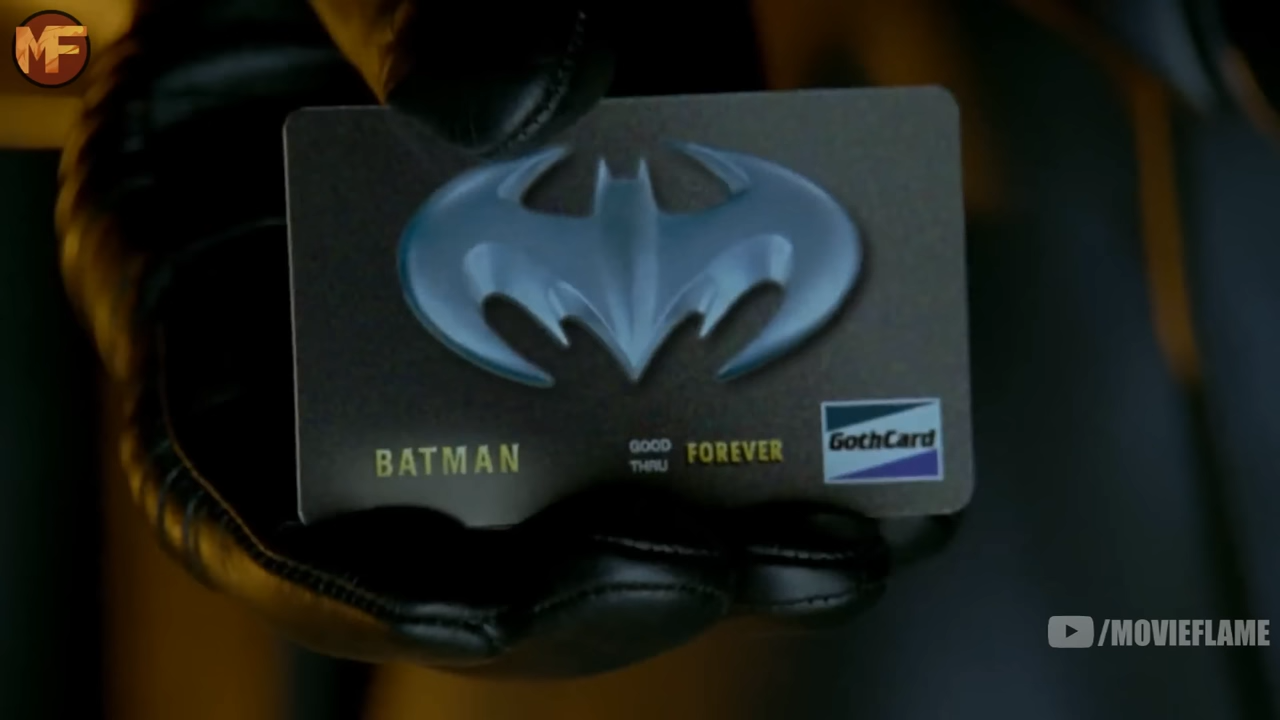 MF
BATMAN
GOOD
THRU
FOREVER
GothCard
/MOVIEFLAME